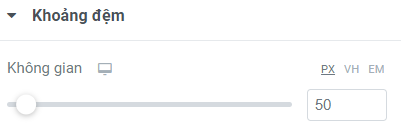 Khoảng đệm
Không gian PX VH EM
50